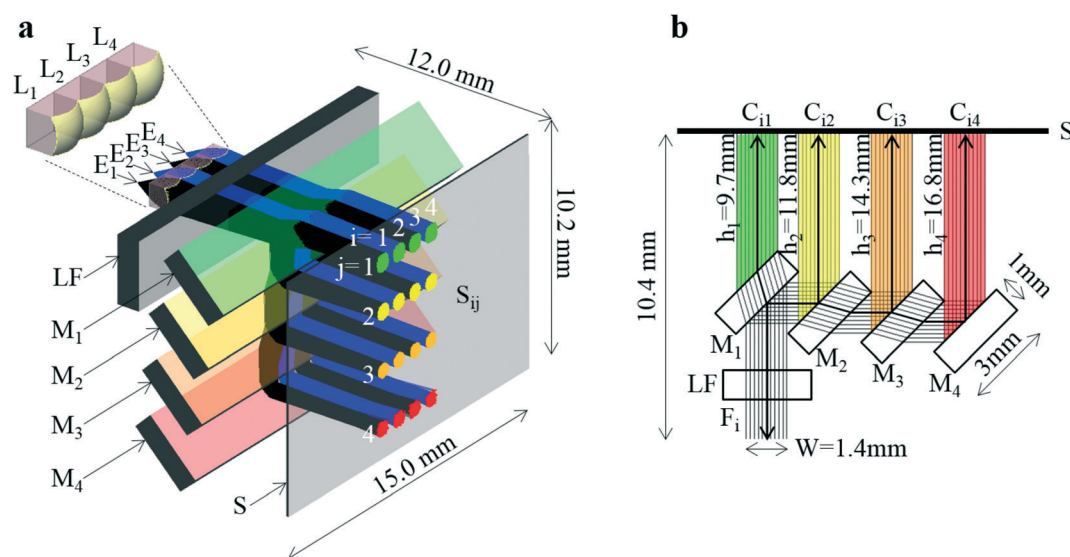 a
L₁
L₂
L₃
L₄
E₁
E₂
E₃
E₄
12.0 mm
10.2 mm
15.0 mm
i= 1
2
3
4
j= 1
2
3
4
Sᵢⱼ
LF
M₁
M₂
M₃
M₄
S
b
Cᵢ₁
Cᵢ₂
Cᵢ₃
Cᵢ₄
S
h₁=9.7mm
h₂=11.8mm
h₃=14.3mm
h₄=16.8mm
10.4 mm
1mm
3mm
M₁
M₂
M₃
M₄
LF
Fᵢ
W=1.4mm